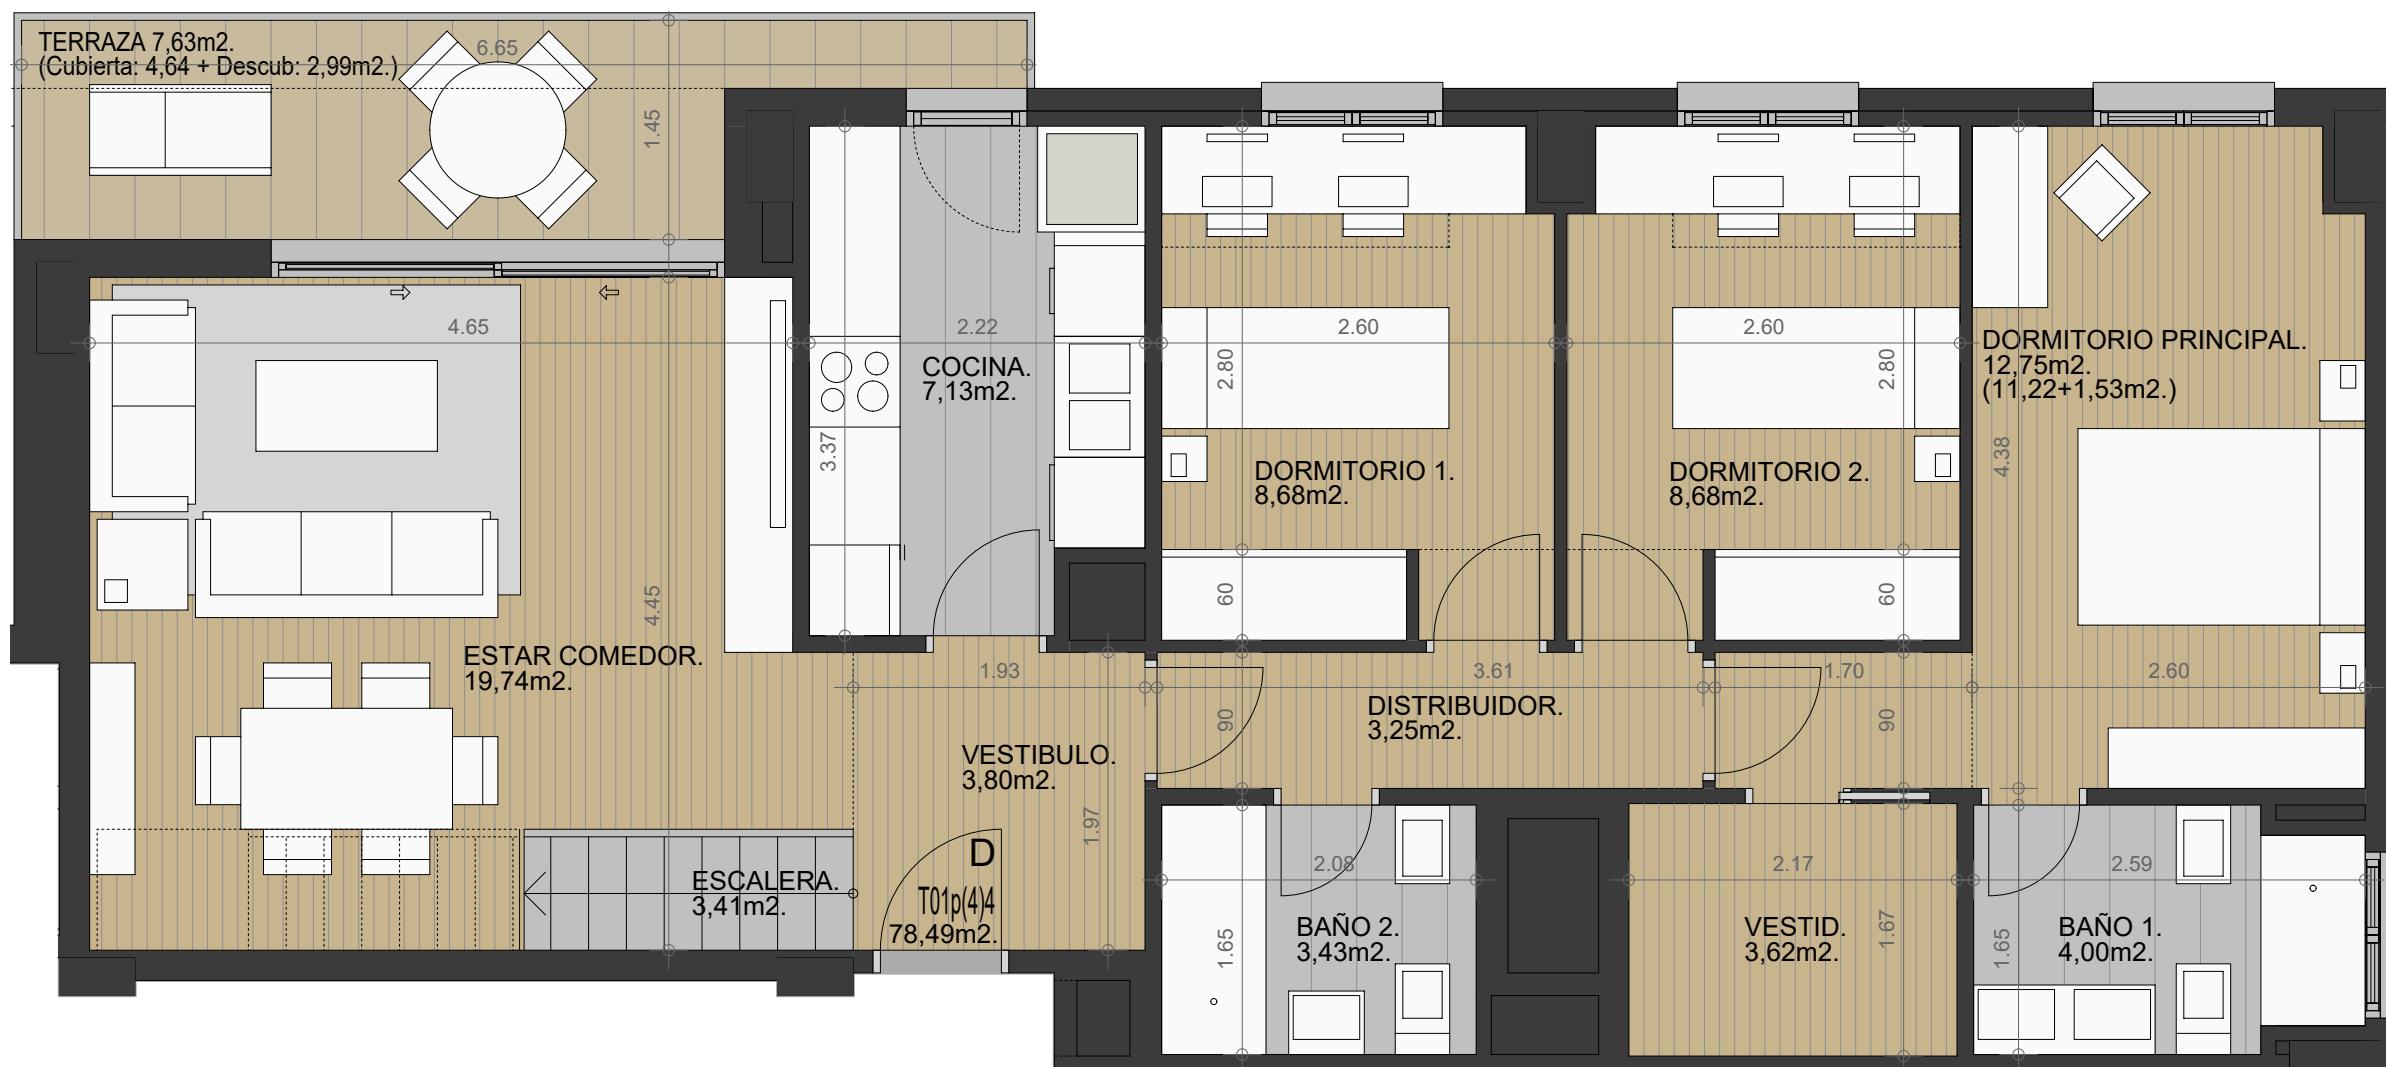 TERRAZA 7,63m2.
(Cubierta: 4,64 + Descub: 2,99m2.)
6.65
1.45
4.65
2.22
2.60
2.60
2.80
2.80
COCINA.
7,13m2.
3.37
DORMITORIO PRINCIPAL.
12,75m2.
(11,22+1,53m2.)
4.38
DORMITORIO 1.
8,68m2.
DORMITORIO 2.
8,68m2.
60
60
4.45
ESTAR COMEDOR.
19,74m2.
1.93
3.61
1.70
2.60
DISTRIBUIDOR.
3,25m2.
90
90
VESTIBULO.
3,80m2.
1.97
D
T01p(4)4
78,49m2.
ESCALERA.
3,41m2.
2.08
2.17
2.59
BAÑO 2.
3,43m2.
1.65
VESTID.
3,62m2.
1.67
BAÑO 1.
4,00m2.
1.65